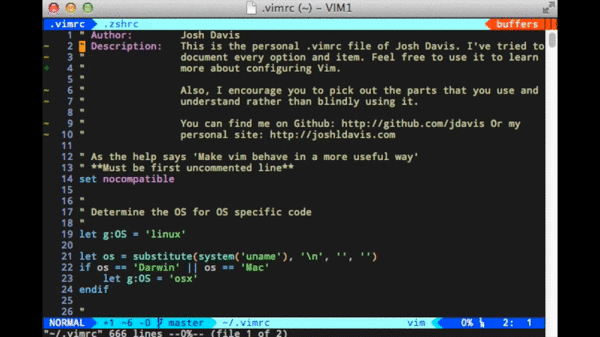 .vimrc (~) - VIM1
.vimrc .zshrc buffers
1 " Author: Josh Davis
~ 2 " Description: This is the personal .vimrc file of Josh Davis. I've tried to
~ 3 " document every option and item. Feel free to use it to learn
+ 4 " more about configuring Vim.
5 "
~ 6 " Also, I encourage you to pick out the parts that you use and
~ 7 " understand rather than blindly using it.
8 "
~ 9 " You can find me on Github: http://github.com/jdavis Or my
~ 10 " personal site: http://joshldavis.com
11
12 " As the help says 'Make vim behave in a more useful way'
13 " **Must be first uncommented line**
14 set nocompatible
15
16 "
17 " Determine the OS for OS specific code
18 "
19 let g:OS = 'linux'
20
21 let os = substitute(system('uname'), '\n', '', '')
22 if os == 'Darwin' || os == 'Mac'
23 let g:OS = 'osx'
24 endif
25
26 "
NORMAL +1 ~6 -0 master ~/.vimrc vim 0% 2: 1
"~/.vimrc" 666 lines --0%-- (file 1 of 2)